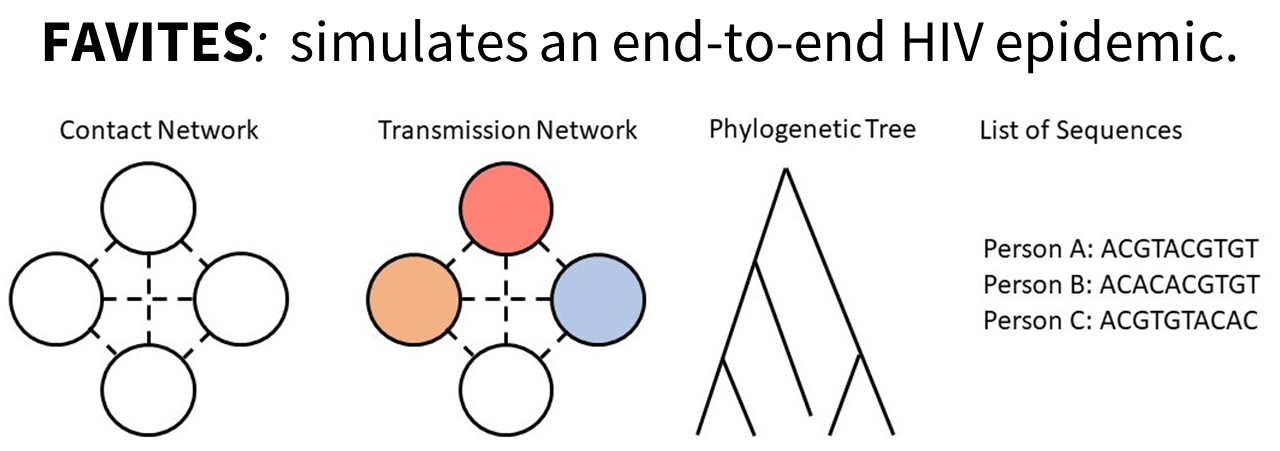 FAVITES: simulates an end-to-end HIV epidemic.
Contact Network
Transmission Network
Phylogenetic Tree
List of Sequences
Person A: ACGTACGTGT
Person B: ACACACGTGT
Person C: ACGTGTACAC